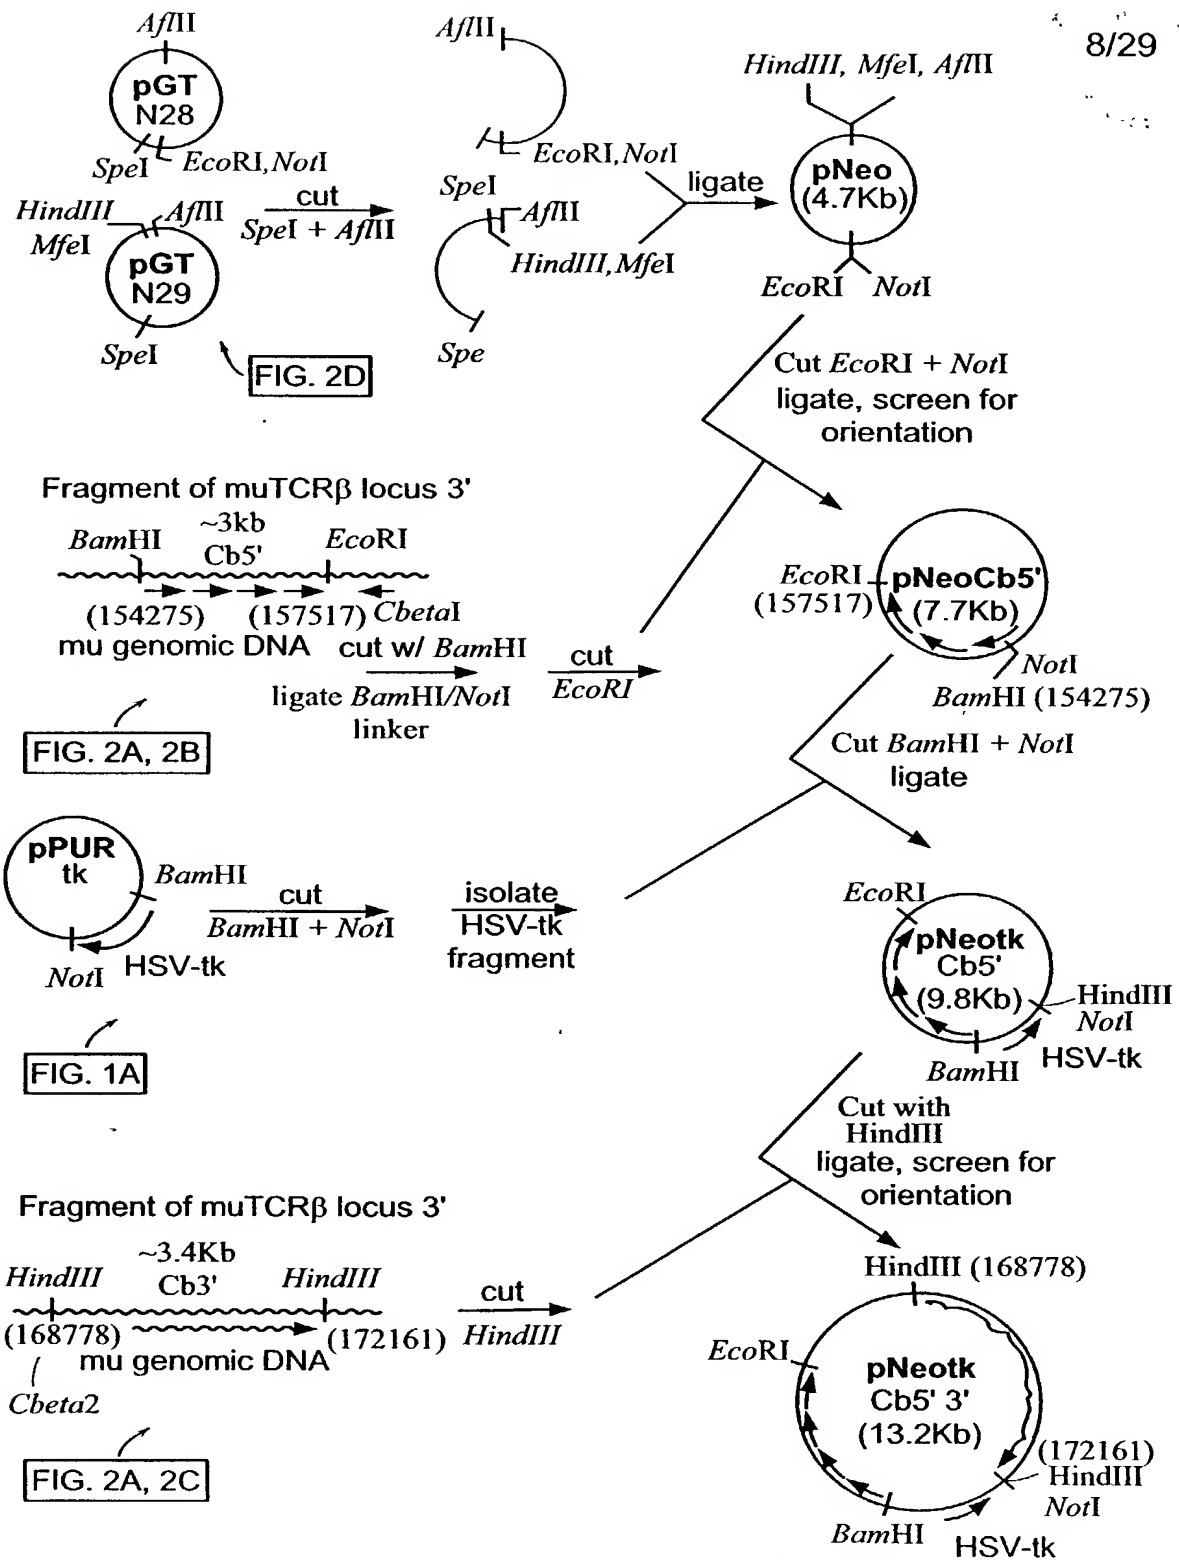 8/29
AflII
pGT
N28
SpeI
EcoRI, NotI
HindIII
MfeI
AflII
pGT
N29
SpeI
FIG. 2D
cut
SpeI + AflII
AflII
EcoRI, NotI
SpeI
AflII
HindIII, MfeI
Spe
ligate
HindIII, MfeI, AflII
pNeo
(4.7Kb)
EcoRI NotI
Cut EcoRI + NotI
ligate, screen for
orientation
Fragment of muTCRβ locus 3'
BamHI
~3kb
Cb5'
EcoRI
(154275) (157517) CbetaI
mu genomic DNA
cut w/ BamHI
ligate BamHI/NotI
linker
cut
EcoRI
FIG. 2A, 2B
EcoRI
(157517)
pNeoCb5'
(7.7Kb)
NotI
BamHI (154275)
Cut BamHI + NotI
ligate
pPUR
tk
BamHI
NotI
HSV-tk
cut
BamHI + NotI
isolate
HSV-tk
fragment
FIG. 1A
EcoRI
pNeotk
Cb5'
(9.8Kb)
HindIII
NotI
BamHI
HSV-tk
Cut with
HindIII
ligate, screen for
orientation
Fragment of muTCRβ locus 3'
HindIII
~3.4Kb
Cb3'
HindIII
(168778) (172161)
mu genomic DNA
Cbeta2
cut
HindIII
FIG. 2A, 2C
HindIII (168778)
EcoRI
pNeotk
Cb5' 3'
(13.2Kb)
(172161)
HindIII
NotI
BamHI
HSV-tk